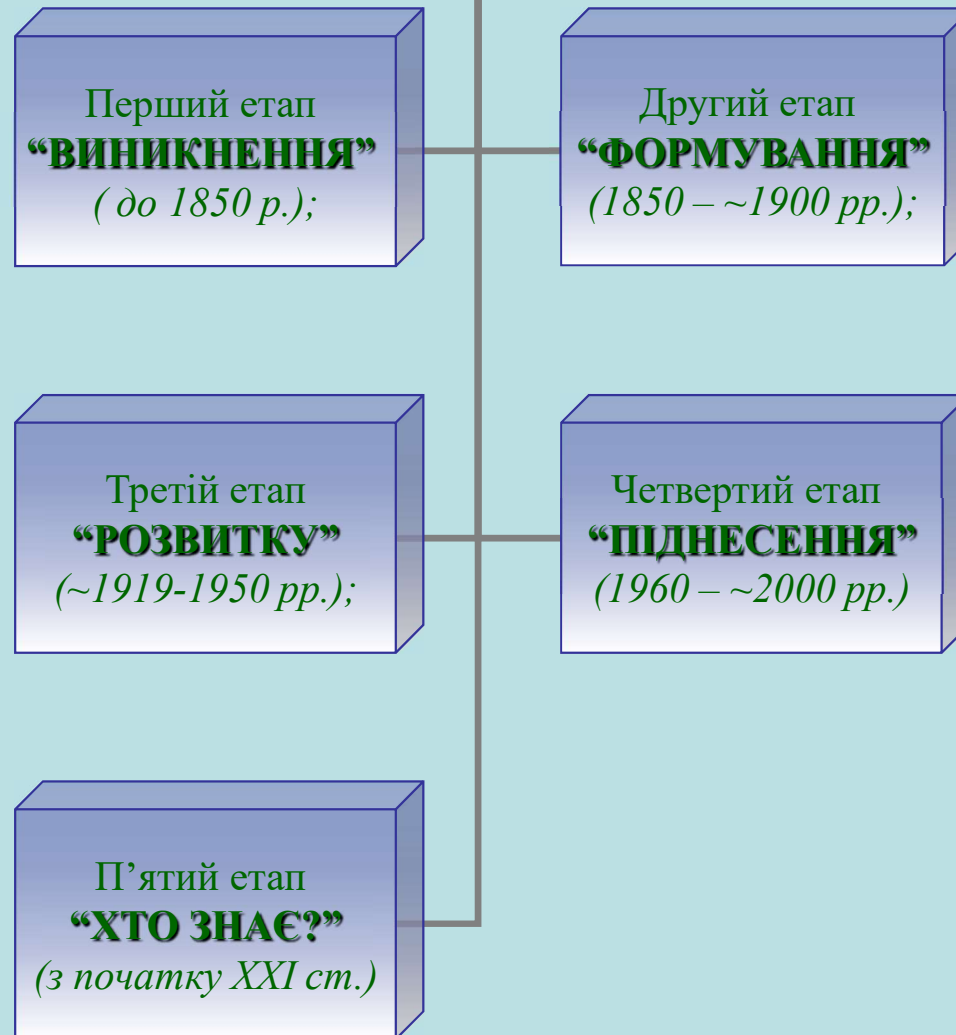 Перший етап
“ВИНИКНЕННЯ”
( до 1850 р.);
Другий етап
“ФОРМУВАННЯ”
(1850 – ~1900 рр.);
Третій етап
“РОЗВИТКУ”
(~1919-1950 рр.);
Четвертий етап
“ПІДНЕСЕННЯ”
(1960 – ~2000 рр.)
П’ятий етап
“ХТО ЗНАЄ?”
(з початку XXI ст.)